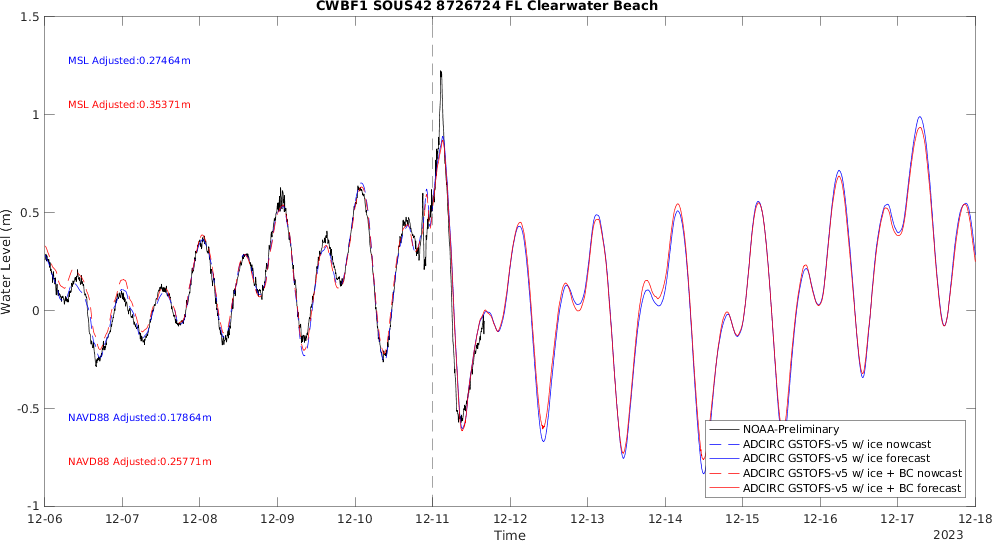 CWBF1 SOUS42 8726724 FL Clearwater Beach
1.5
MSL Adjusted:0.27464m
MSL Adjusted:0.35371m
1
0.5
0
-0.5
-1
Water Level (m)
NAVD88 Adjusted:0.17864m
NAVD88 Adjusted:0.25771m
NOAA-Preliminary
ADCIRC GSTOFS-v5 w/ ice nowcast
ADCIRC GSTOFS-v5 w/ ice forecast
ADCIRC GSTOFS-v5 w/ ice + BC nowcast
ADCIRC GSTOFS-v5 w/ ice + BC forecast
12-06 12-07 12-08 12-09 12-10 12-11 12-12 12-13 12-14 12-15 12-16 12-17 12-18
Time
2023